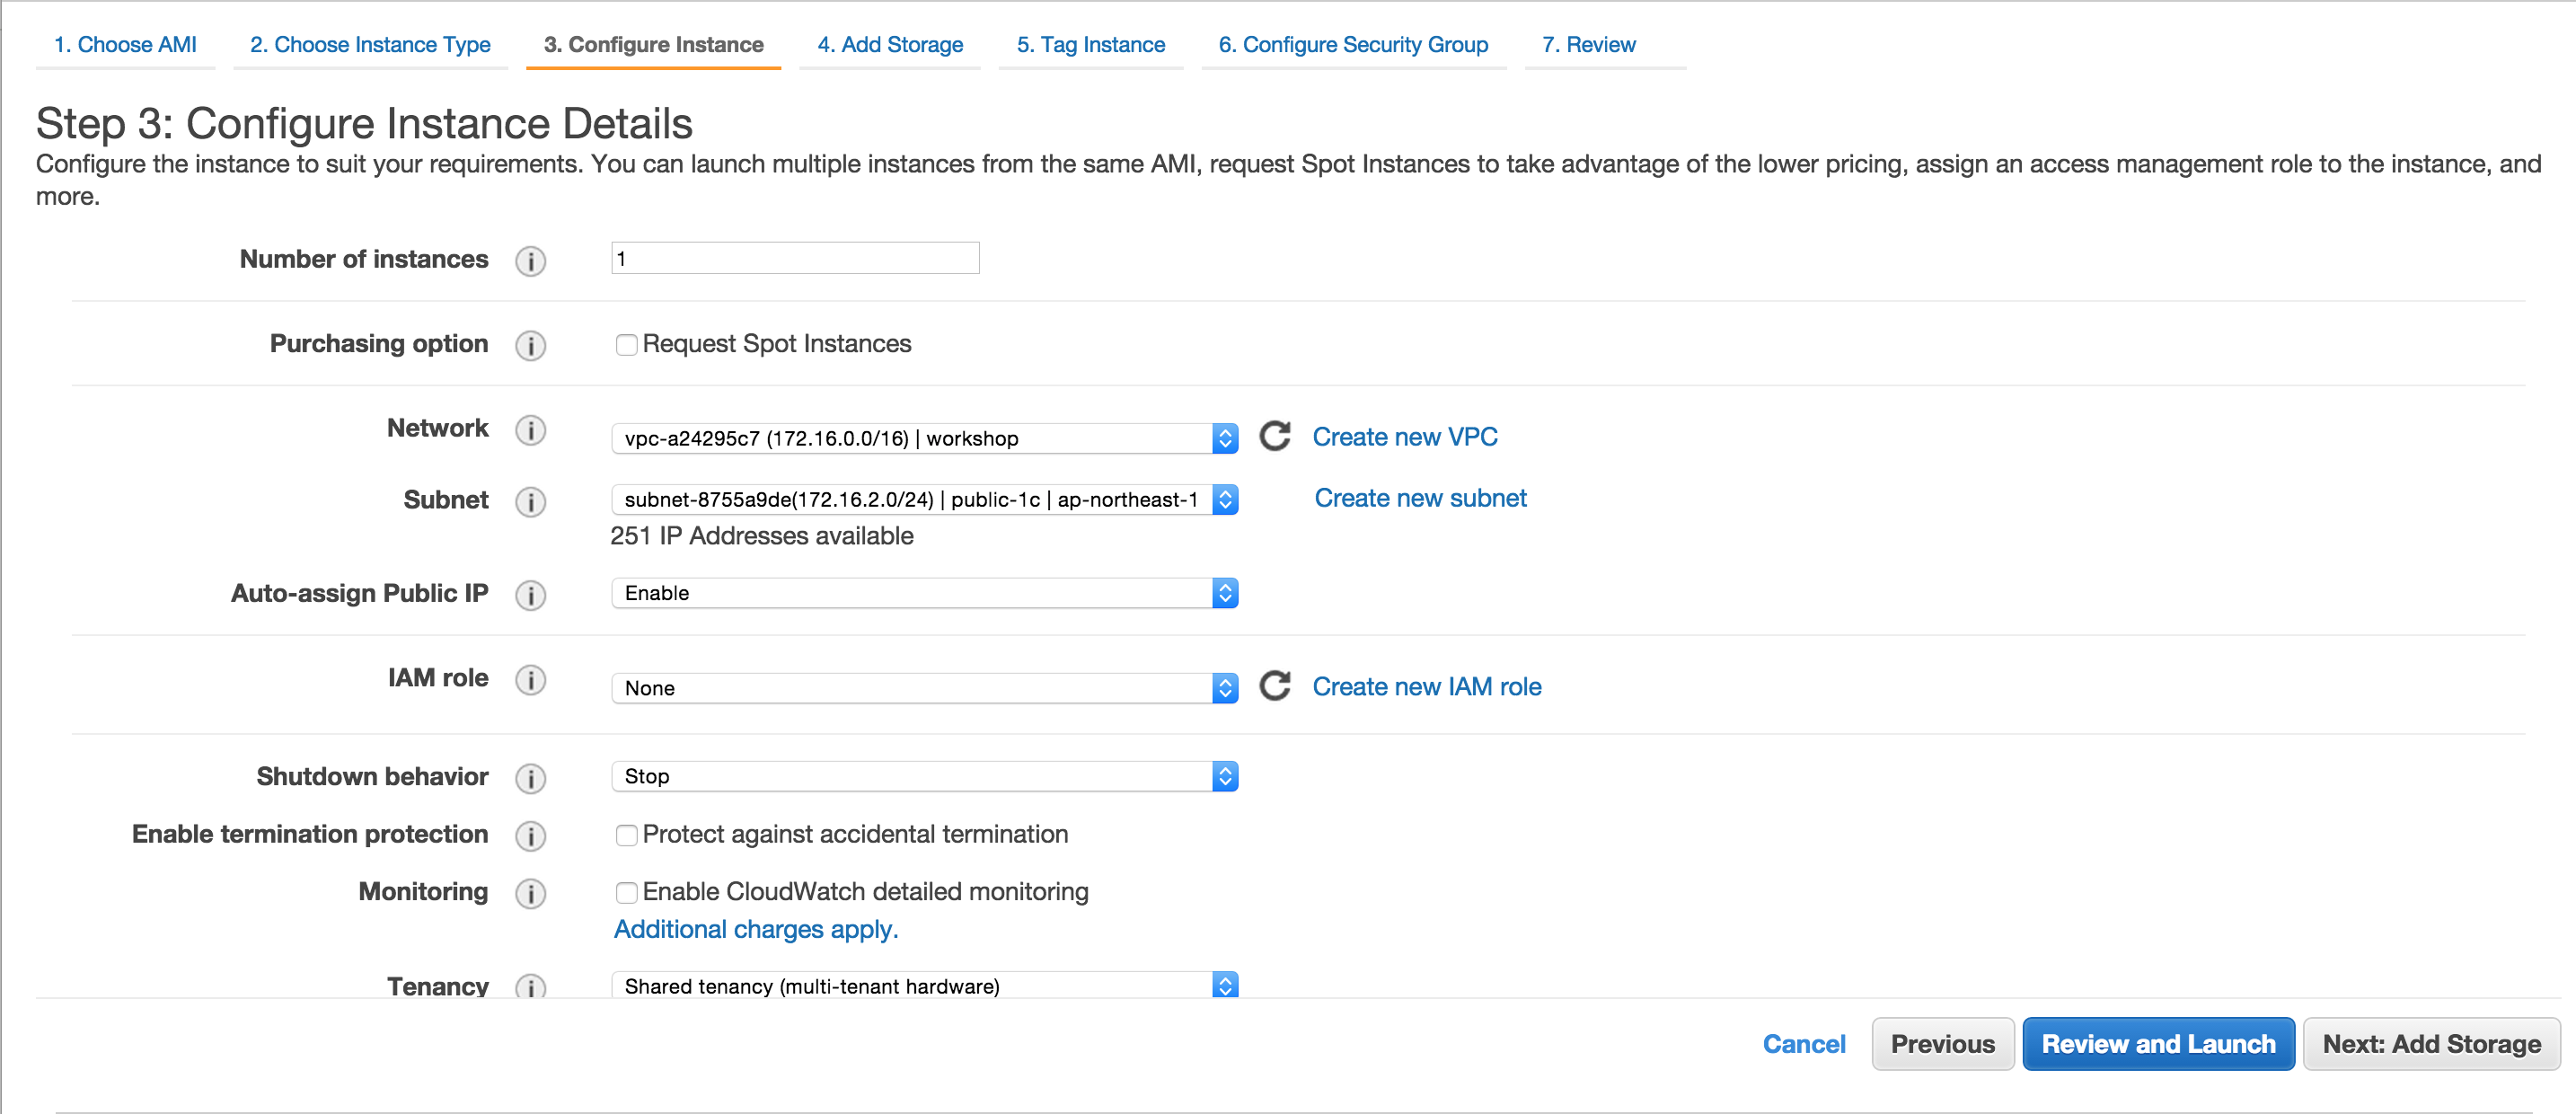 1. Choose AMI 2. Choose Instance Type 3. Configure Instance 4. Add Storage 5. Tag Instance 6. Configure Security Group 7. Review
Step 3: Configure Instance Details
Configure the instance to suit your requirements. You can launch multiple instances from the same AMI, request Spot Instances to take advantage of the lower pricing, assign an access management role to the instance, and
more.
Number of instances 1
Purchasing option Request Spot Instances
Network vpc-a24295c7 (172.16.0.0/16) | workshop Create new VPC
Subnet subnet-8755a9de(172.16.2.0/24) | public-1c | ap-northeast-1 Create new subnet
251 IP Addresses available
Auto-assign Public IP Enable
IAM role None Create new IAM role
Shutdown behavior Stop
Enable termination protection Protect against accidental termination
Monitoring Enable CloudWatch detailed monitoring
Additional charges apply.
Tenancy Shared tenancy (multi-tenant hardware)
Cancel Previous Review and Launch Next: Add Storage